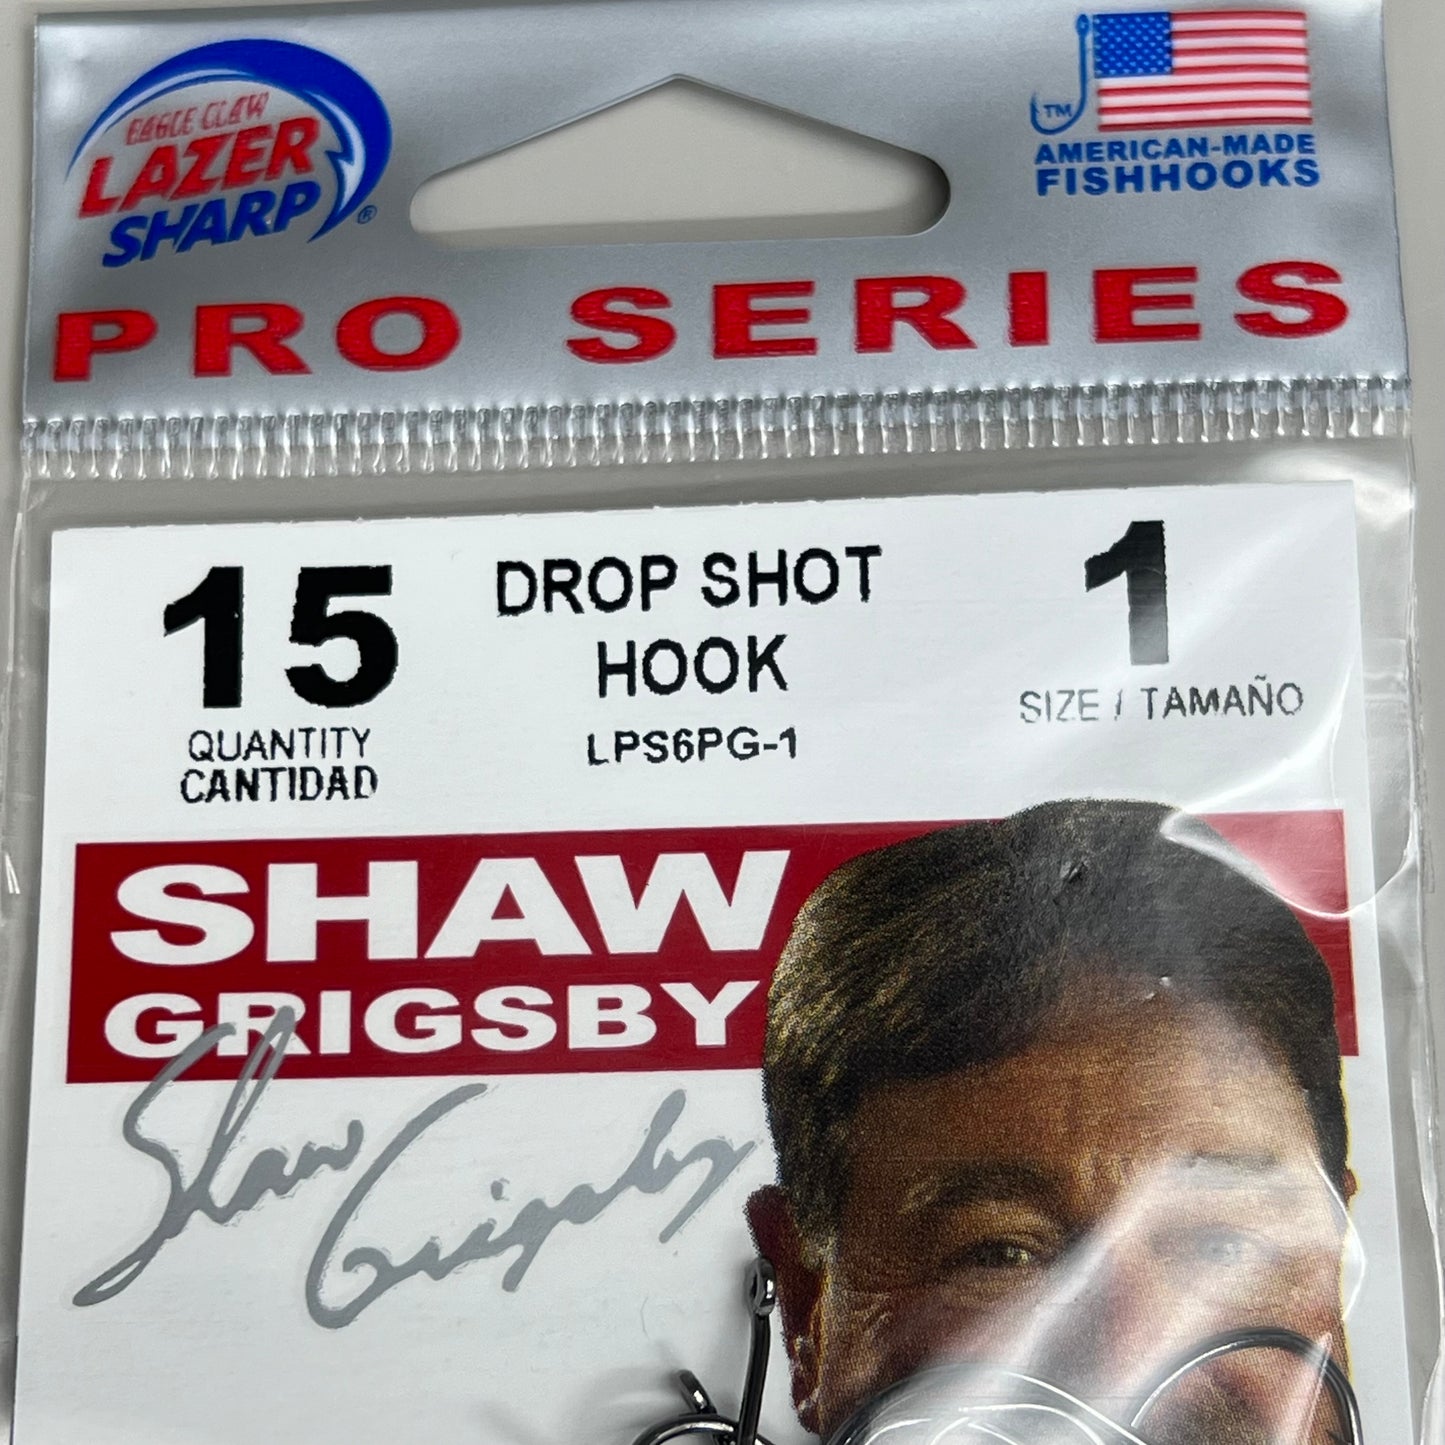 EAGLE CLAW
LAZER
SHARP®
TM
AMERICAN-MADE
FISHHOOKS
PRO SERIES
15
QUANTITY
CANTIDAD
DROP SHOT
HOOK
LPS6PG-1
1
SIZE / TAMAÑO
SHAW
GRIGSBY
Shaw Grigsby